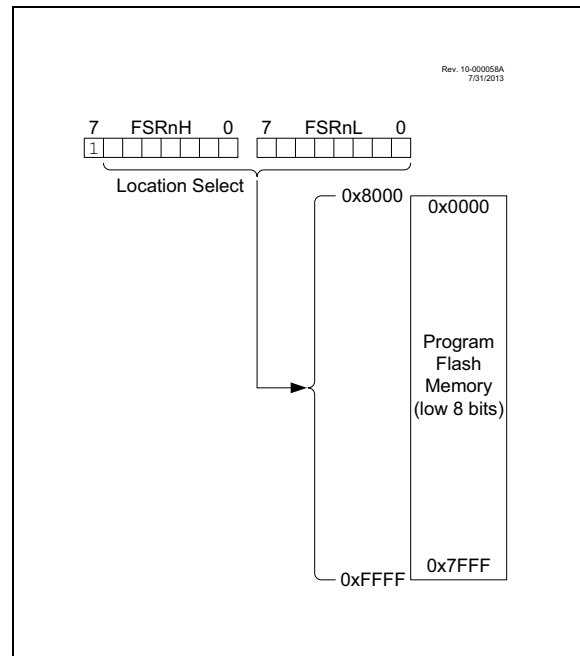 Rev. 10-000058A
7/31/2013
7 FSRnH 0 7 FSRnL 0
1
Location Select
0x8000
0x0000
Program
Flash
Memory
(low 8 bits)
0x7FFF
0xFFFF